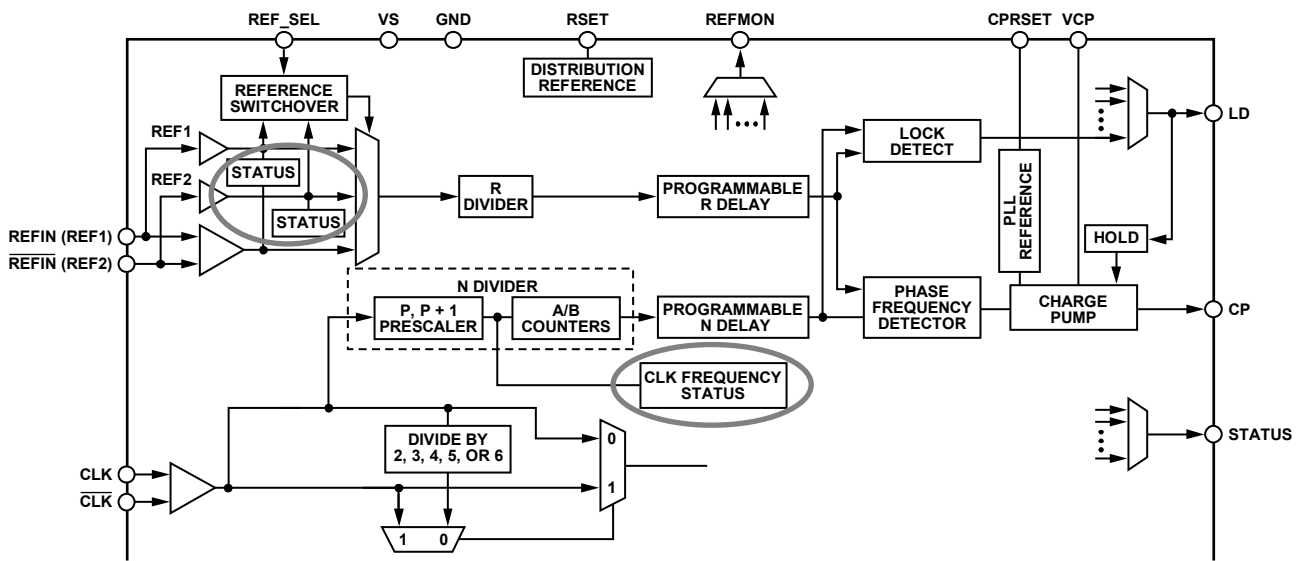 REF_SEL
VS
GND
RSET
REFMON
CPRSET
VCP
REFERENCE
SWITCHOVER
DISTRIBUTION
REFERENCE
REF1
STATUS
REF2
STATUS
REFIN (REF1)
REFIN (REF2)
R
DIVIDER
PROGRAMMABLE
R DELAY
LOCK
DETECT
LD
PLL
REFERENCE
HOLD
N DIVIDER
P, P + 1
PRESCALER
A/B
COUNTERS
PROGRAMMABLE
N DELAY
PHASE
FREQUENCY
DETECTOR
CHARGE
PUMP
CP
CLK FREQUENCY
STATUS
DIVIDE BY
2, 3, 4, 5, OR 6
0
1
STATUS
CLK
CLK
1 0